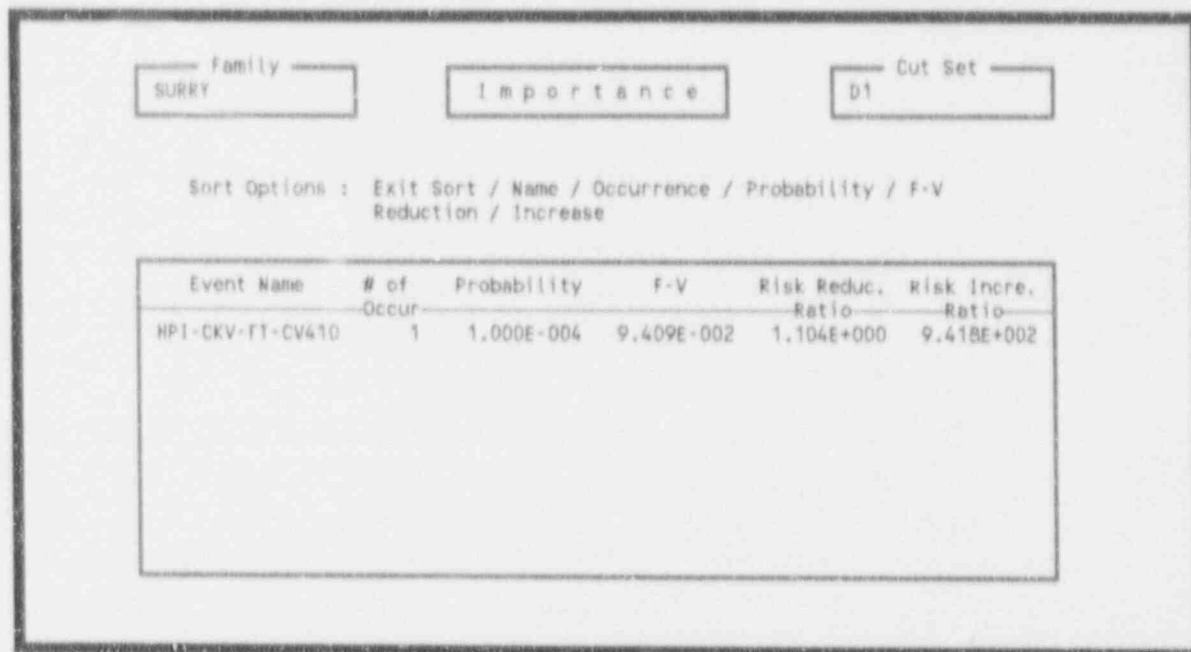 Family
SURRY
Importance
Cut Set
D1
Sort Options : Exit Sort / Name / Occurrence / Probability / F-V
Reduction / Increase
Event Name # of Occur Probability F-V Risk Reduc. Ratio Risk Incre. Ratio
HPI-CKV-FT-CV410 1 1.000E-004 9.409E-002 1.104E+000 9.418E+002